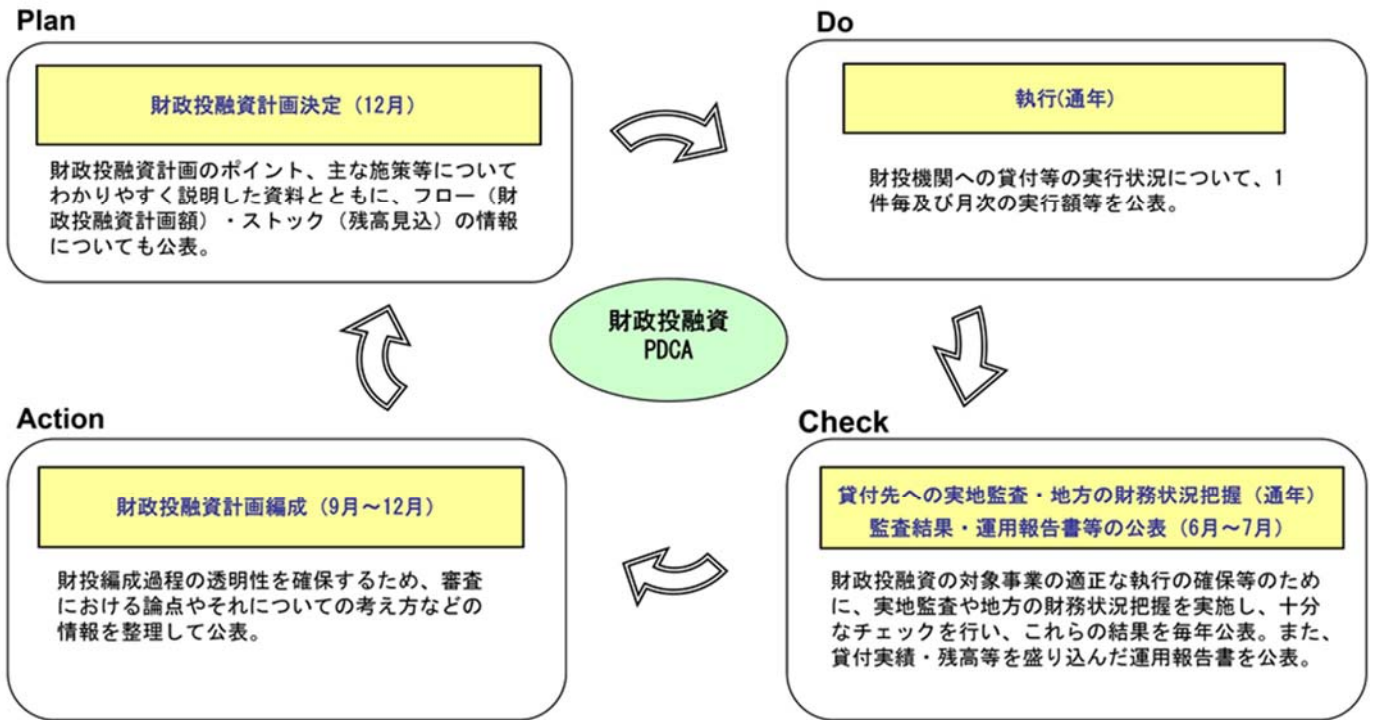 Plan
財政投融資計画決定（12月）
財政投融資計画のポイント、主な施策等について
わかりやすく説明した資料とともに、フロー（財
政投融資計画額）・ストック（残高見込）の情報
についても公表。
Do
執行(通年)
財投機関への貸付等の実行状況について、1
件毎及び月次の実行額等を公表。
財政投融資
PDCA
Action
財政投融資計画編成（9月～12月）
財投編成過程の透明性を確保するため、審査
における論点やそれについての考え方などの
情報を整理して公表。
Check
貸付先への実地監査・地方の財務状況把握（通年）
監査結果・運用報告書等の公表（6月～7月）
財政投融資の対象事業の適正な執行の確保等のため
に、実地監査や地方の財務状況把握を実施し、十分
なチェックを行い、これらの結果を毎年公表。また、
貸付実績・残高等を盛り込んだ運用報告書を公表。